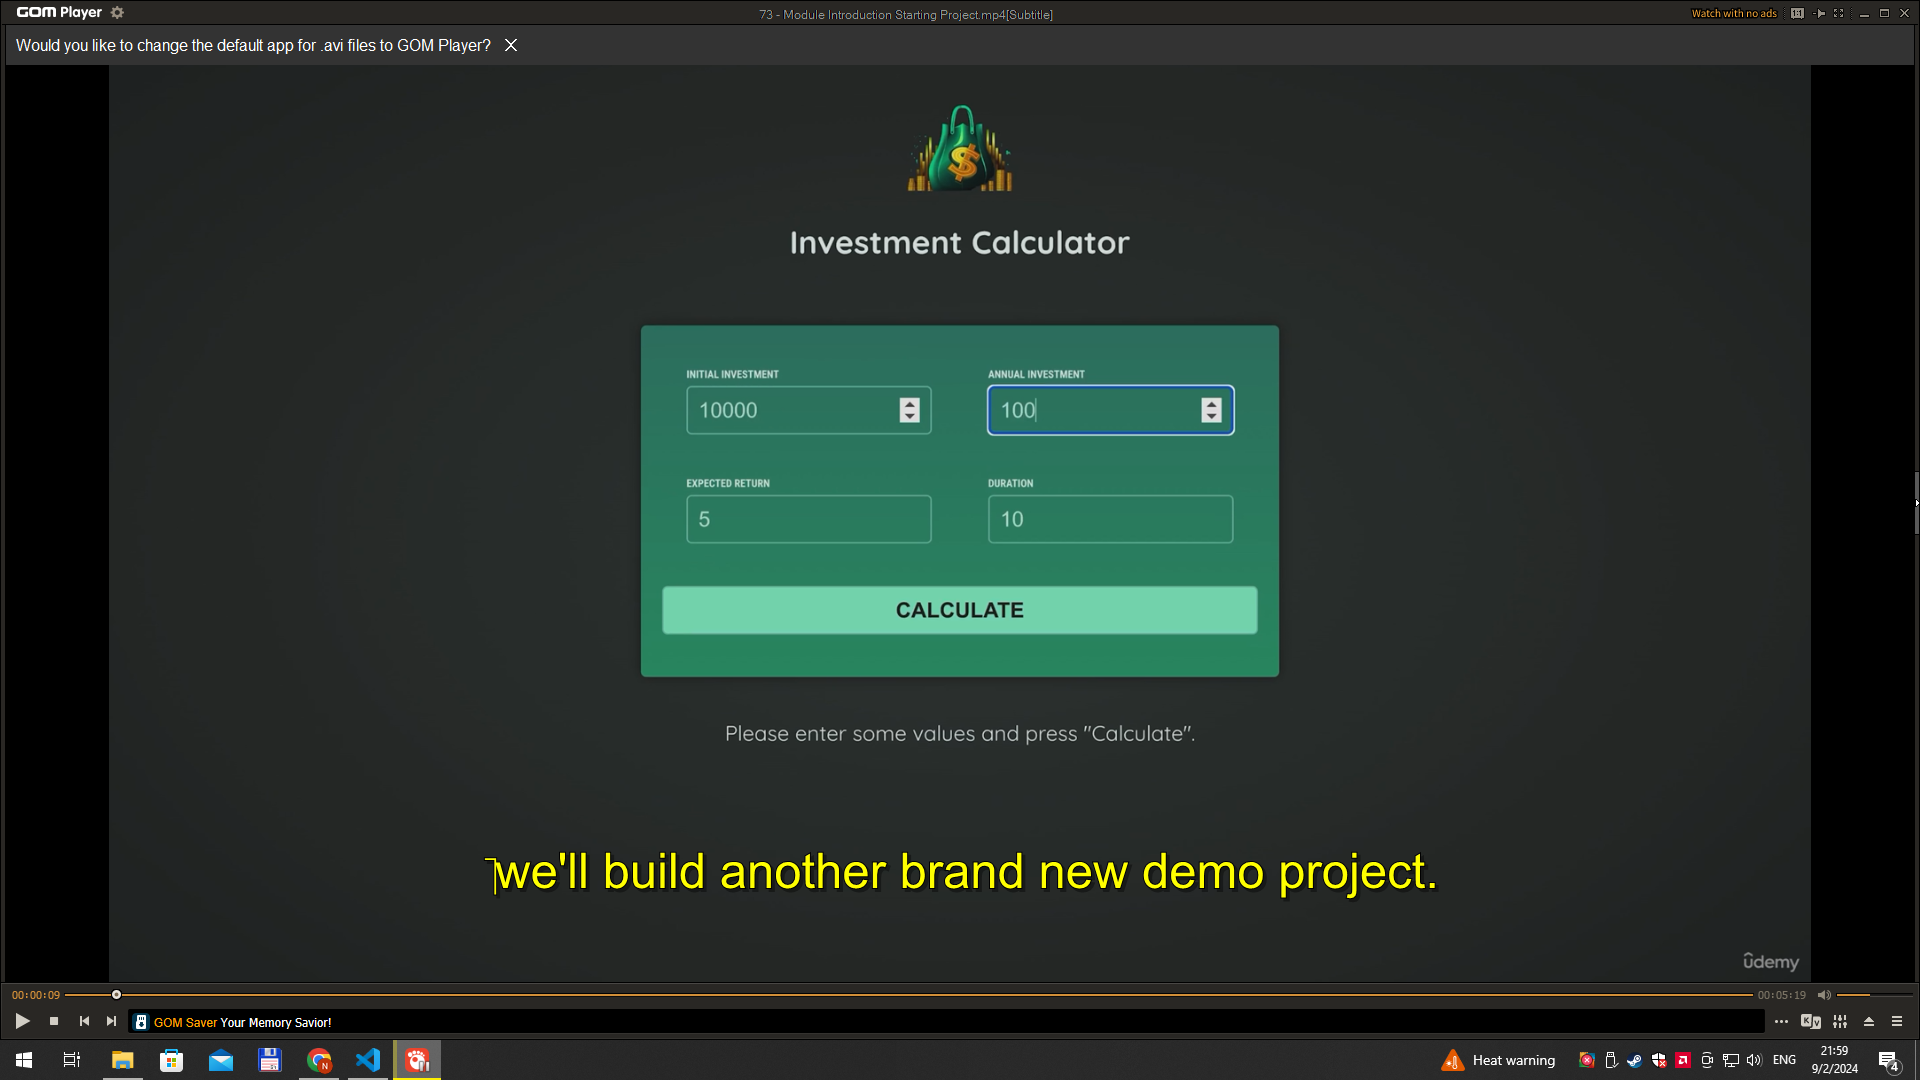 GOM Player
73 - Module Introduction Starting Project.mp4[Subtitle]
Watch with no ads
Would you like to change the default app for .avi files to GOM Player?
Investment Calculator
INITIAL INVESTMENT
ANNUAL INVESTMENT
10000
100
EXPECTED RETURN
DURATION
5
10
CALCULATE
Please enter some values and press "Calculate".
we'll build another brand new demo project.
ûdemy
00:00:09
00:05:19
GOM Saver Your Memory Savior!
Heat warning
ENG
21:59
9/2/2024
4